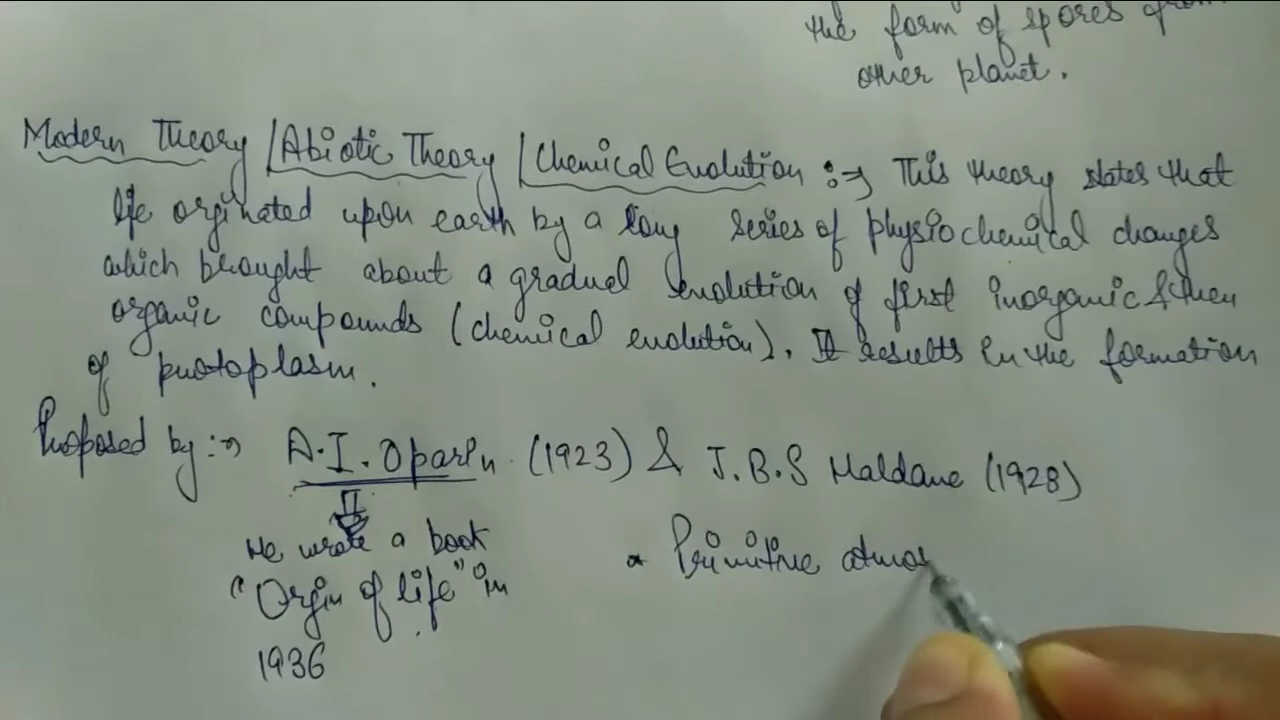 the form of spores from
other planet.
Modern Theory / Abiotic Theory / Chemical Evolution :→ This theory states that
life orginated upon earth by a long series of physiochemical changes
which brought about a gradual evolution of first inorganic & then
organic compounds (chemical evolution). It results in the formation
of protoplasm.
Proposed by :→ A.I. Oparin (1923) & J.B.S Haldane (1928)
He wrote a book
"Orgin of life" in
1936
* Primitive atmos